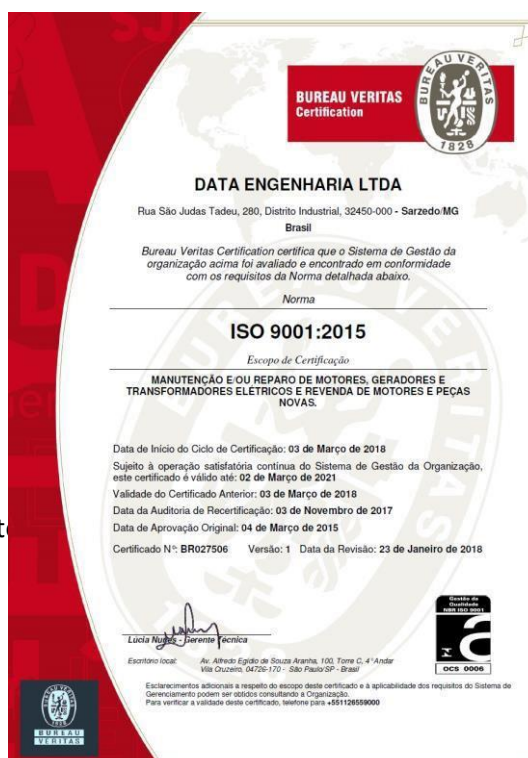 BUREAU VERITAS
Certification
BUREAU VERITAS
1828
DATA ENGENHARIA LTDA
Rua São Judas Tadeu, 280, Distrito Industrial, 32450-000 - Sarzedo/MG
Brasil
Bureau Veritas Certification certifica que o Sistema de Gestão da
organização acima foi avaliado e encontrado em conformidade
com os requisitos da Norma detalhada abaixo.
Norma
ISO 9001:2015
Escopo de Certificação
MANUTENÇÃO E/OU REPARO DE MOTORES, GERADORES E
TRANSFORMADORES ELÉTRICOS E REVENDA DE MOTORES E PEÇAS
NOVAS.
Data de Início do Ciclo de Certificação: 03 de Março de 2018
Sujeito à operação satisfatória contínua do Sistema de Gestão da Organização,
este certificado é válido até: 02 de Março de 2021
Validade do Certificado Anterior: 03 de Março de 2018
Data da Auditoria de Recertificação: 03 de Novembro de 2017
Data de Aprovação Original: 04 de Março de 2015
Certificado Nº: BR027506 Versão: 1 Data da Revisão: 23 de Janeiro de 2018
Lucia Nunes - Gerente Técnica
Escritório local: Av. Alfredo Egídio de Souza Aranha, 100, Torre C, 4°Andar
Vila Cruzeiro, 04726-170 - São Paulo/SP - Brasil
Gestão da
Qualidade
NBR ISO 9001
OCS 0006
Esclarecimentos adicionais a respeito do escopo deste certificado e à aplicabilidade dos requisitos do Sistema de
Gerenciamento podem ser obtidos consultando a Organização.
Para verificar a validade deste certificado, telefone para +551126559000
BUREAU
VERITAS